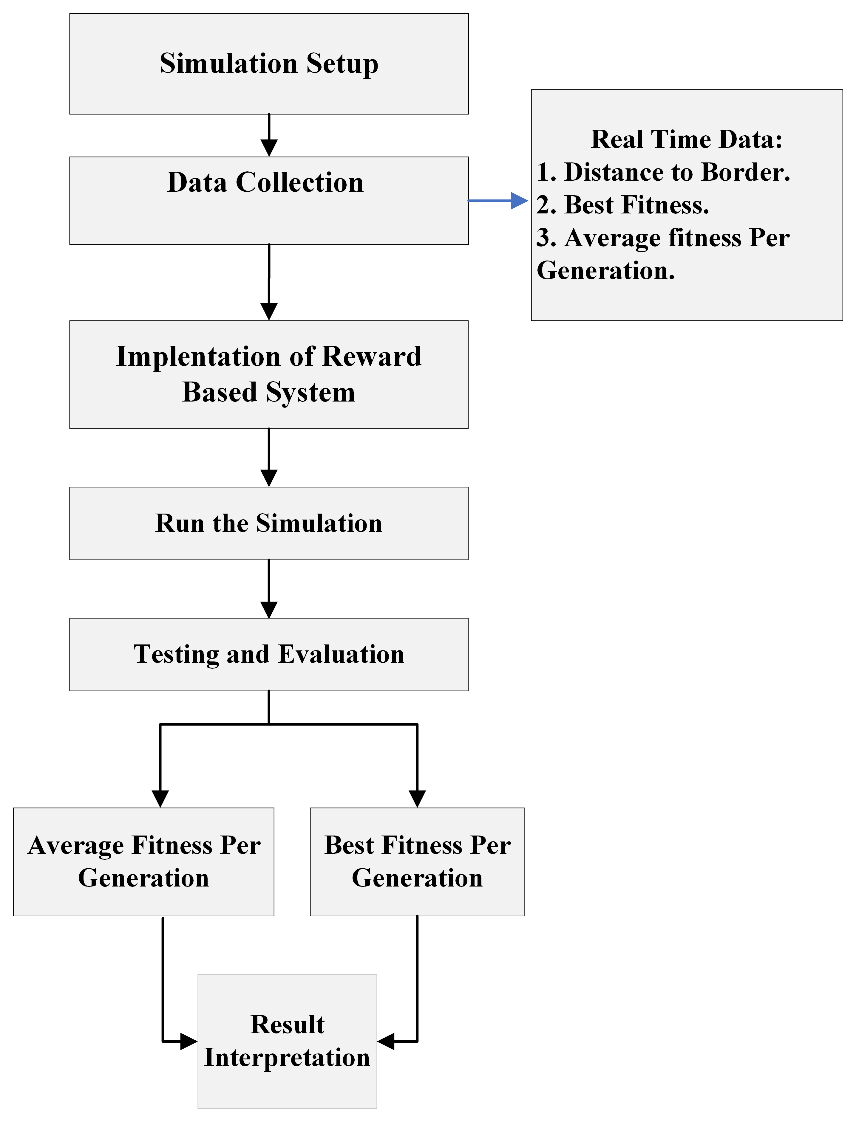 Simulation Setup
Data Collection
Real Time Data:
1. Distance to Border.
2. Best Fitness.
3. Average fitness Per
Generation.
Implentation of Reward
Based System
Run the Simulation
Testing and Evaluation
Average Fitness Per
Generation
Best Fitness Per
Generation
Result
Interpretation